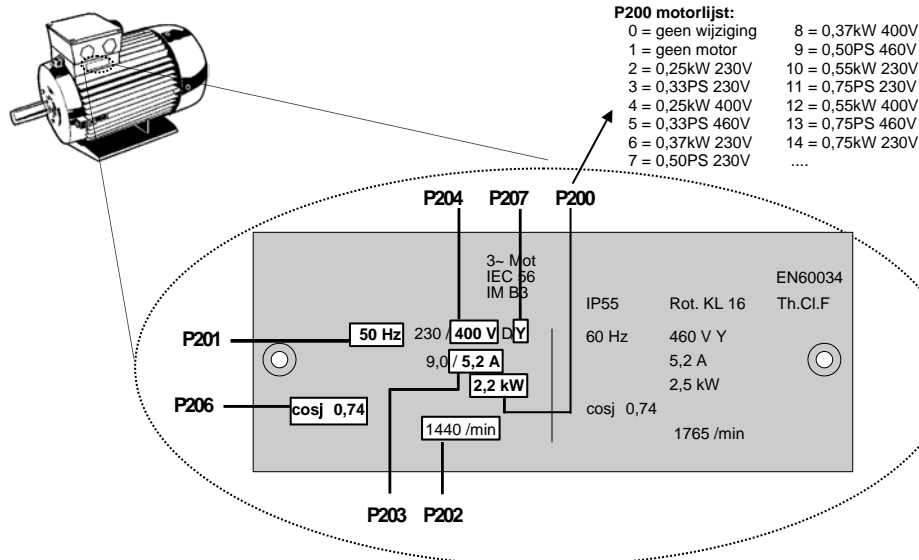 P200 motorlijst:
0 = geen wijziging
1 = geen motor
2 = 0,25kW 230V
3 = 0,33PS 230V
4 = 0,25kW 400V
5 = 0,33PS 460V
6 = 0,37kW 230V
7 = 0,50PS 230V
8 = 0,37kW 400V
9 = 0,50PS 460V
10 = 0,55kW 230V
11 = 0,75PS 230V
12 = 0,55kW 400V
13 = 0,75PS 460V
14 = 0,75kW 230V
....
P204 P207 P200
3~ Mot
IEC 56
IM B3
EN60034
IP55 Rot. KL 16 Th.Cl.F
P201
50 Hz 230 / 400 V D Y 60 Hz 460 V Y
9,0 / 5,2 A 5,2 A
2,2 kW 2,5 kW
P206
cosj 0,74 cosj 0,74
1440 /min 1765 /min
P203 P202